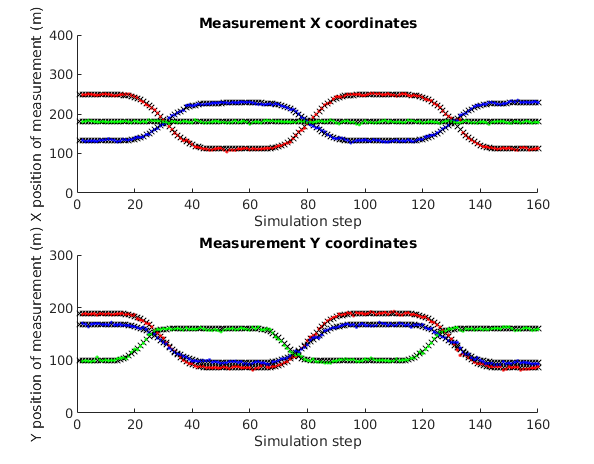 Measurement X coordinates
X position of measurement (m)
400
300
200
100
0
0 20 40 60 80 100 120 140 160
Simulation step
Measurement Y coordinates
Y position of measurement (m)
300
200
100
0
0 20 40 60 80 100 120 140 160
Simulation step